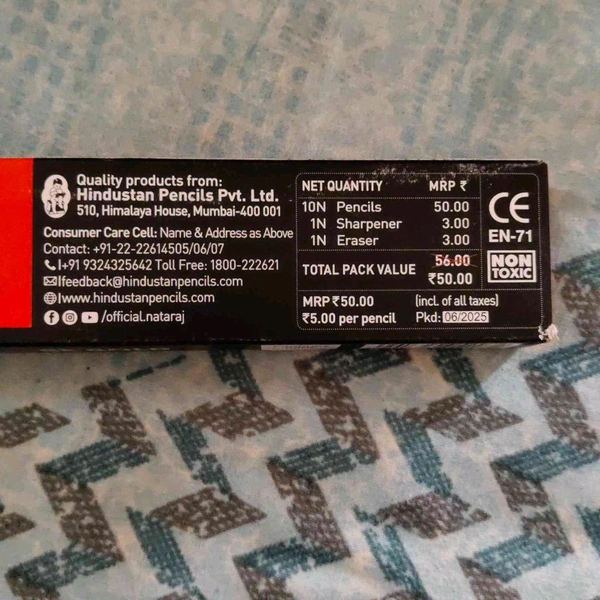 Quality products from:
Hindustan Pencils Pvt. Ltd.
510, Himalaya House, Mumbai-400 001
Consumer Care Cell: Name & Address as Above
Contact: +91-22-22614505/06/07
+91 9324325642 Toll Free: 1800-222621
feedback@hindustanpencils.com
www.hindustanpencils.com
/official.nataraj
NET QUANTITY MRP ₹
10N Pencils 50.00
1N Sharpener 3.00
1N Eraser 3.00
TOTAL PACK VALUE 56.00
₹50.00
MRP ₹50.00 (incl. of all taxes)
₹5.00 per pencil Pkd: 06/2025
CE
EN-71
NON
TOXIC